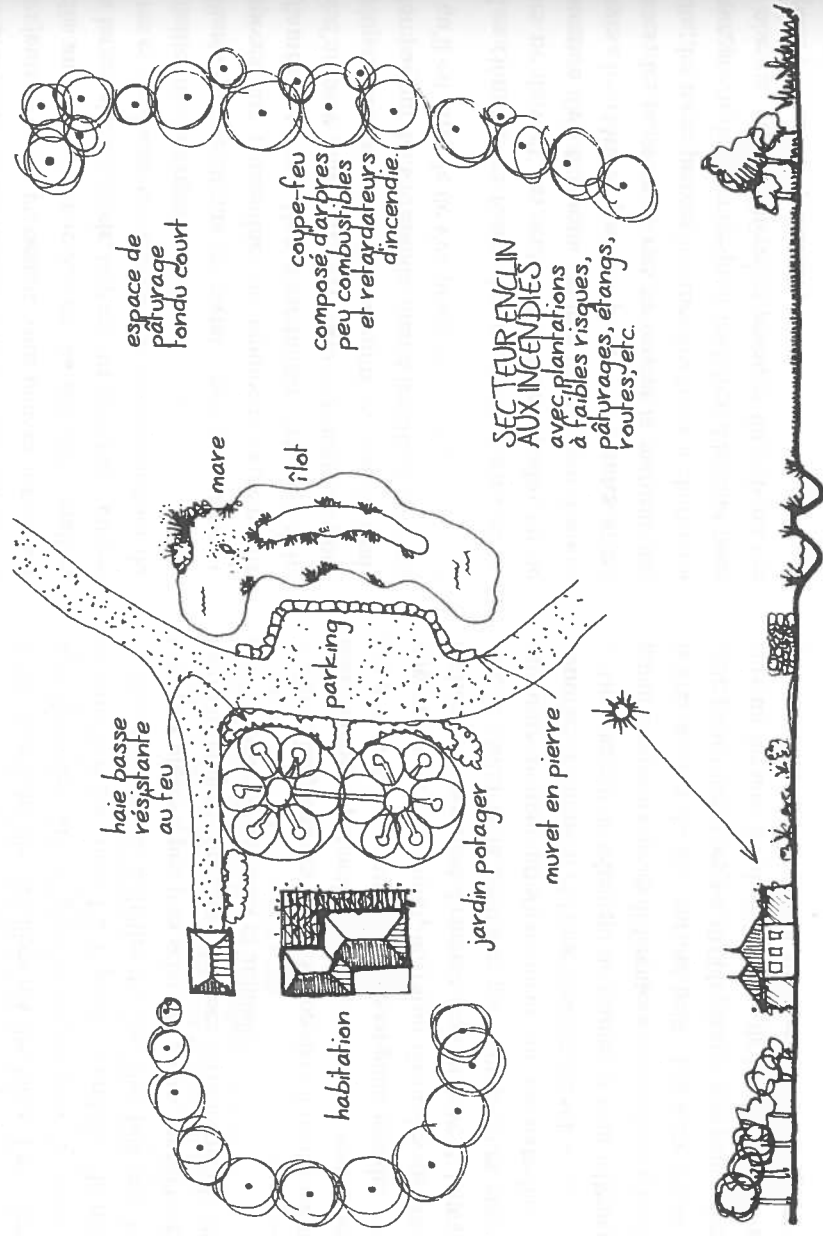 haie basse
résistante
au feu
espace de
pâturage
tondu court
mare
îlot
parking
coupe-feu
composé d'arbres
peu combustibles
et retardateurs
d'incendie.
habitation
jardin potager
SECTEUR ENCLIN
AUX INCENDIES
avec plantations
à faibles risques,
pâturages, étangs,
routes, etc.
muret en pierre